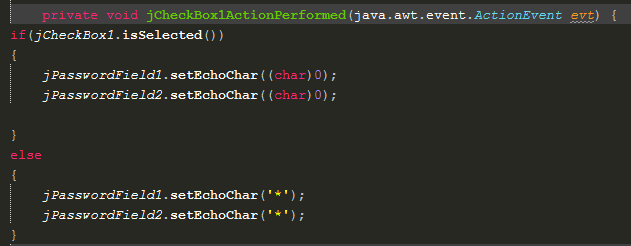 private void jCheckBox1ActionPerformed(java.awt.event.ActionEvent evt) {
if(jCheckBox1.isSelected())
{
jPasswordField1.setEchoChar((char)0);
jPasswordField2.setEchoChar((char)0);
}
else
{
jPasswordField1.setEchoChar('*');
jPasswordField2.setEchoChar('*');
}